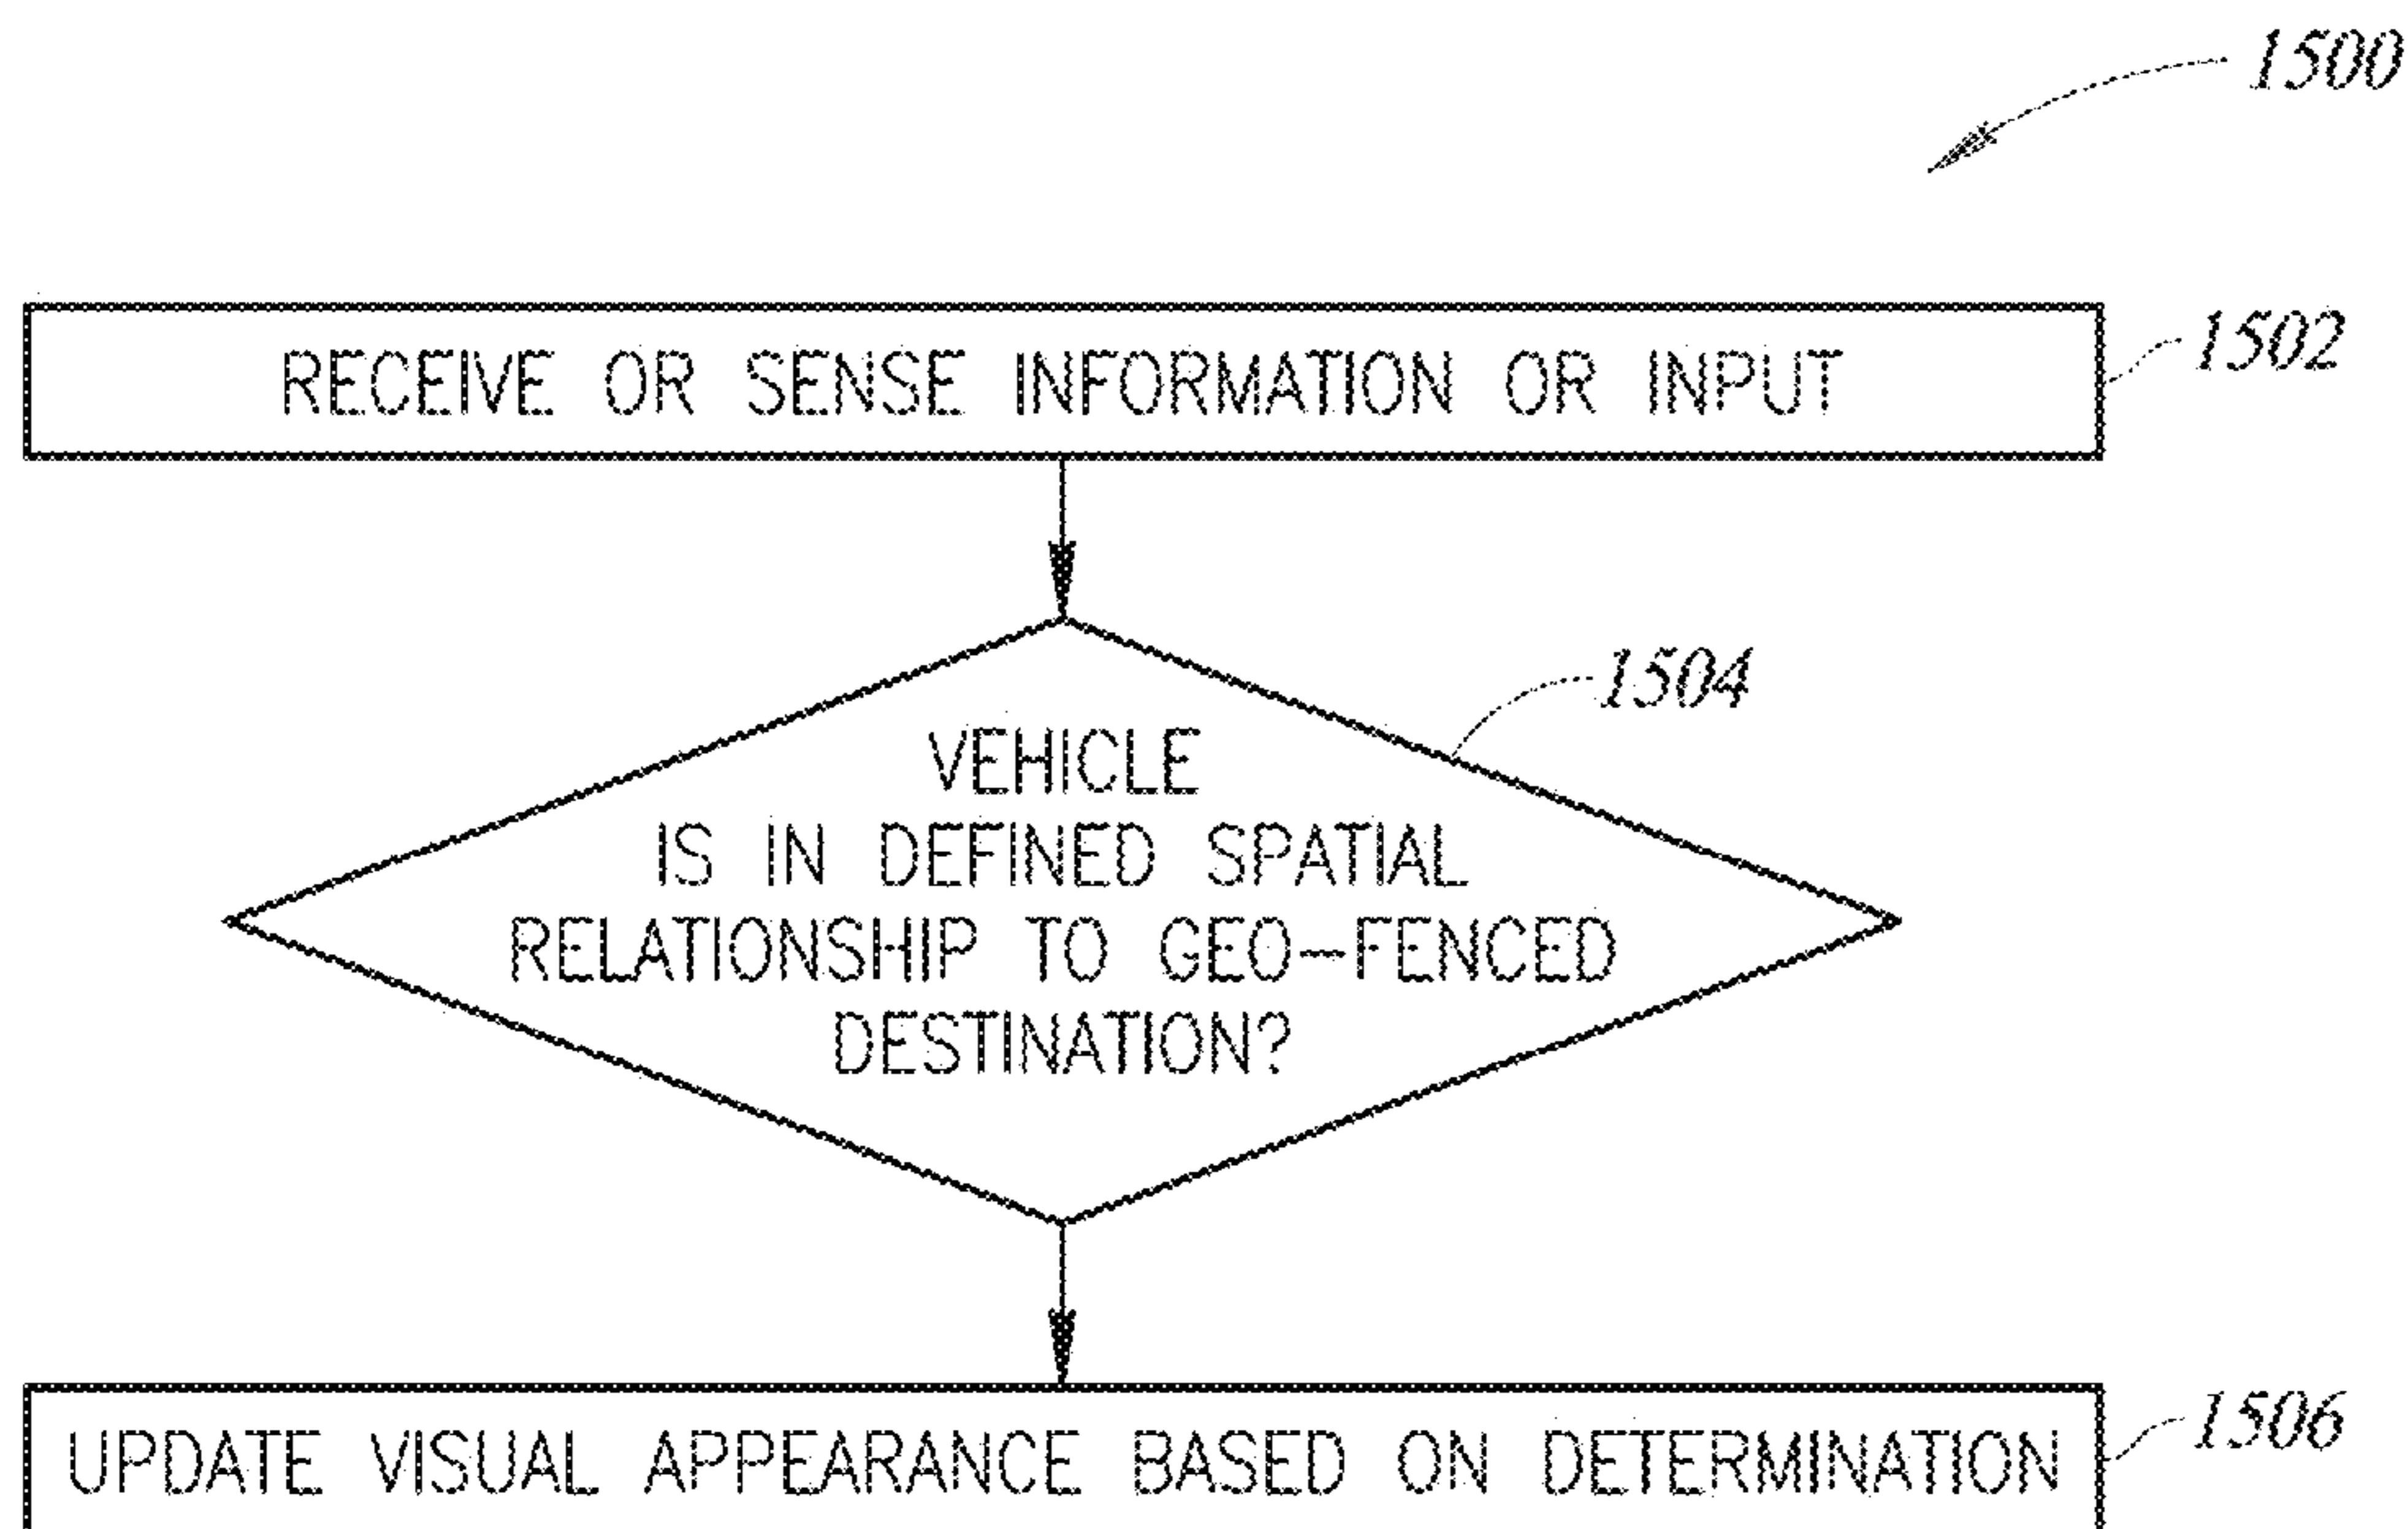 1500
RECEIVE OR SENSE INFORMATION OR INPUT
1502
1504
VEHICLE
IS IN DEFINED SPATIAL
RELATIONSHIP TO GEO-FENCED
DESTINATION?
UPDATE VISUAL APPEARANCE BASED ON DETERMINATION
1506